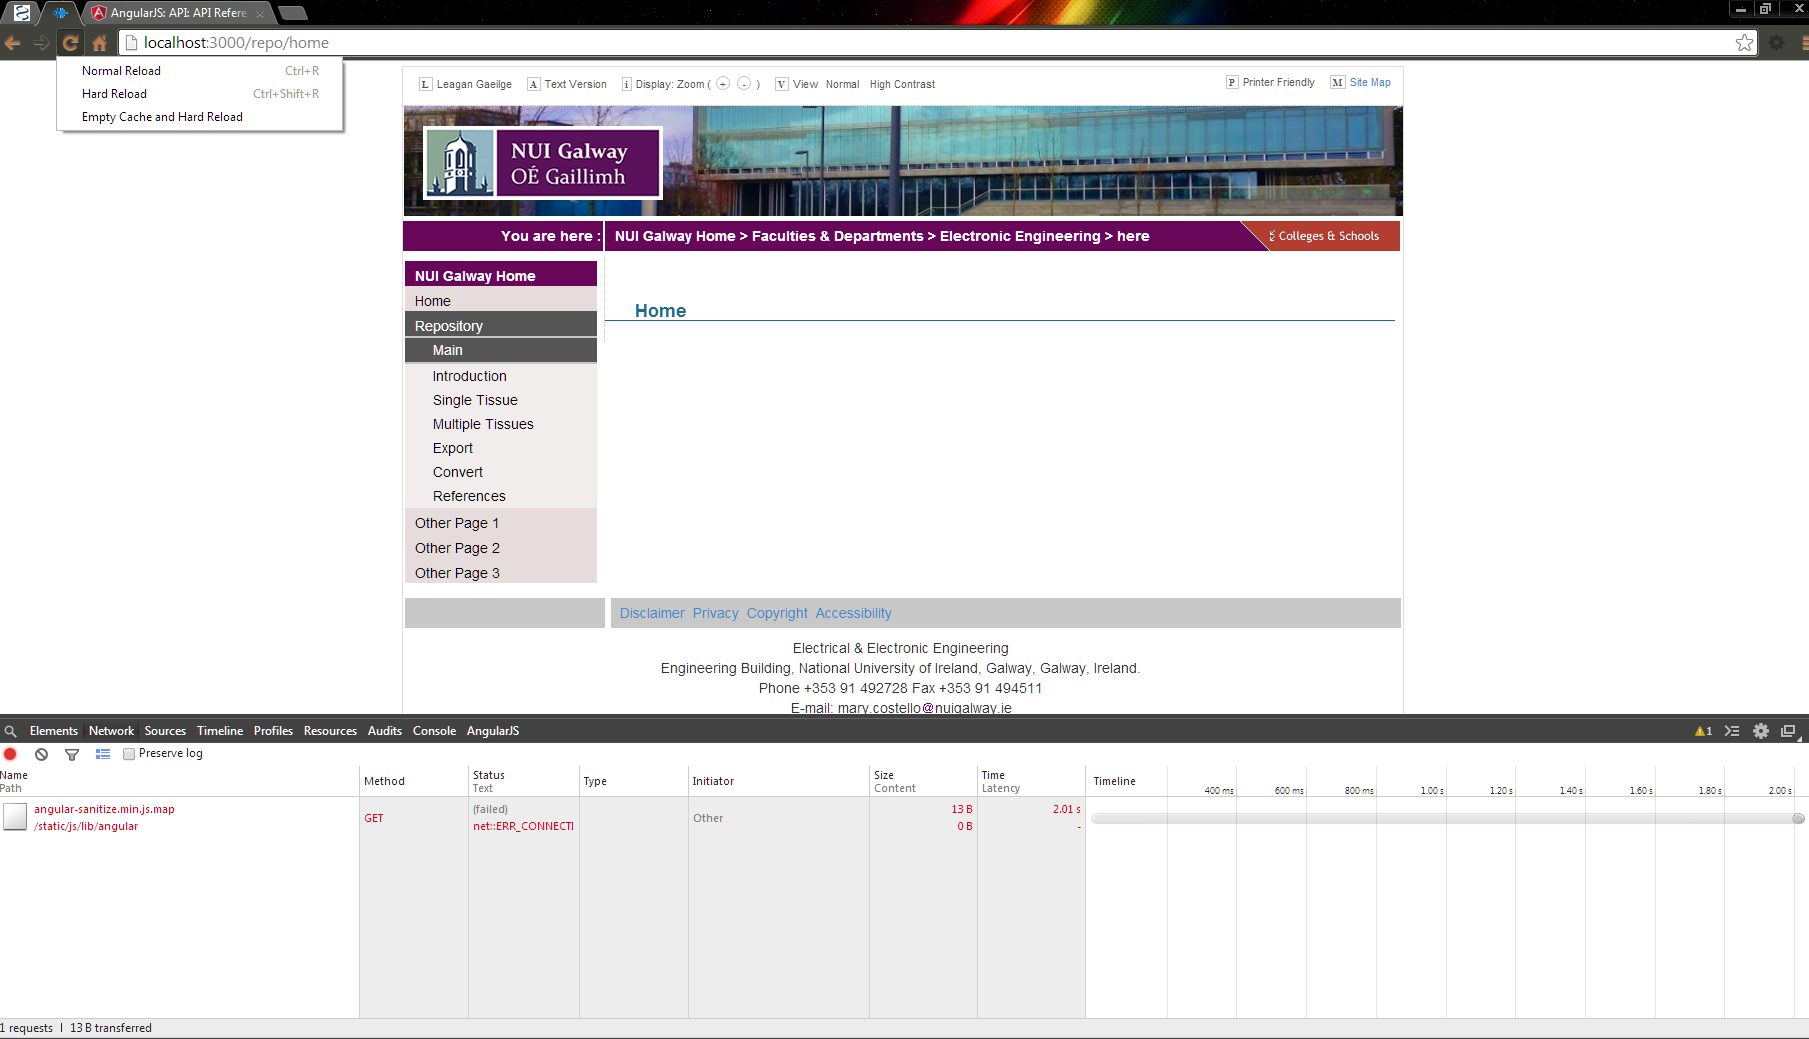 AngularJS: API: API Refere
localhost:3000/repo/home
Normal Reload Ctrl+R
Hard Reload Ctrl+Shift+R
Empty Cache and Hard Reload
L Leagan Gaeilge A Text Version i Display: Zoom ( + - ) V View Normal High Contrast P Printer Friendly M Site Map
NUI Galway
OÉ Gaillimh
You are here : NUI Galway Home > Faculties & Departments > Electronic Engineering > here Colleges & Schools
NUI Galway Home
Home
Repository
Main
Introduction
Single Tissue
Multiple Tissues
Export
Convert
References
Other Page 1
Other Page 2
Other Page 3
Home
Disclaimer Privacy Copyright Accessibility
Electrical & Electronic Engineering
Engineering Building, National University of Ireland, Galway, Galway, Ireland.
Phone +353 91 492728 Fax +353 91 494511
E-mail: mary.costello@nuigalway.ie
Elements Network Sources Timeline Profiles Resources Audits Console AngularJS 1
Preserve log
Name Method Status Type Initiator Size Time Timeline
Path Text Content Latency
400 ms 600 ms 800 ms 1.00 s 1.20 s 1.40 s 1.60 s 1.80 s 2.00 s
angular-sanitize.min.js.map GET (failed) Other 13 B 2.01 s
/static/js/lib/angular net::ERR_CONNECTI 0 B -
1 requests | 13 B transferred